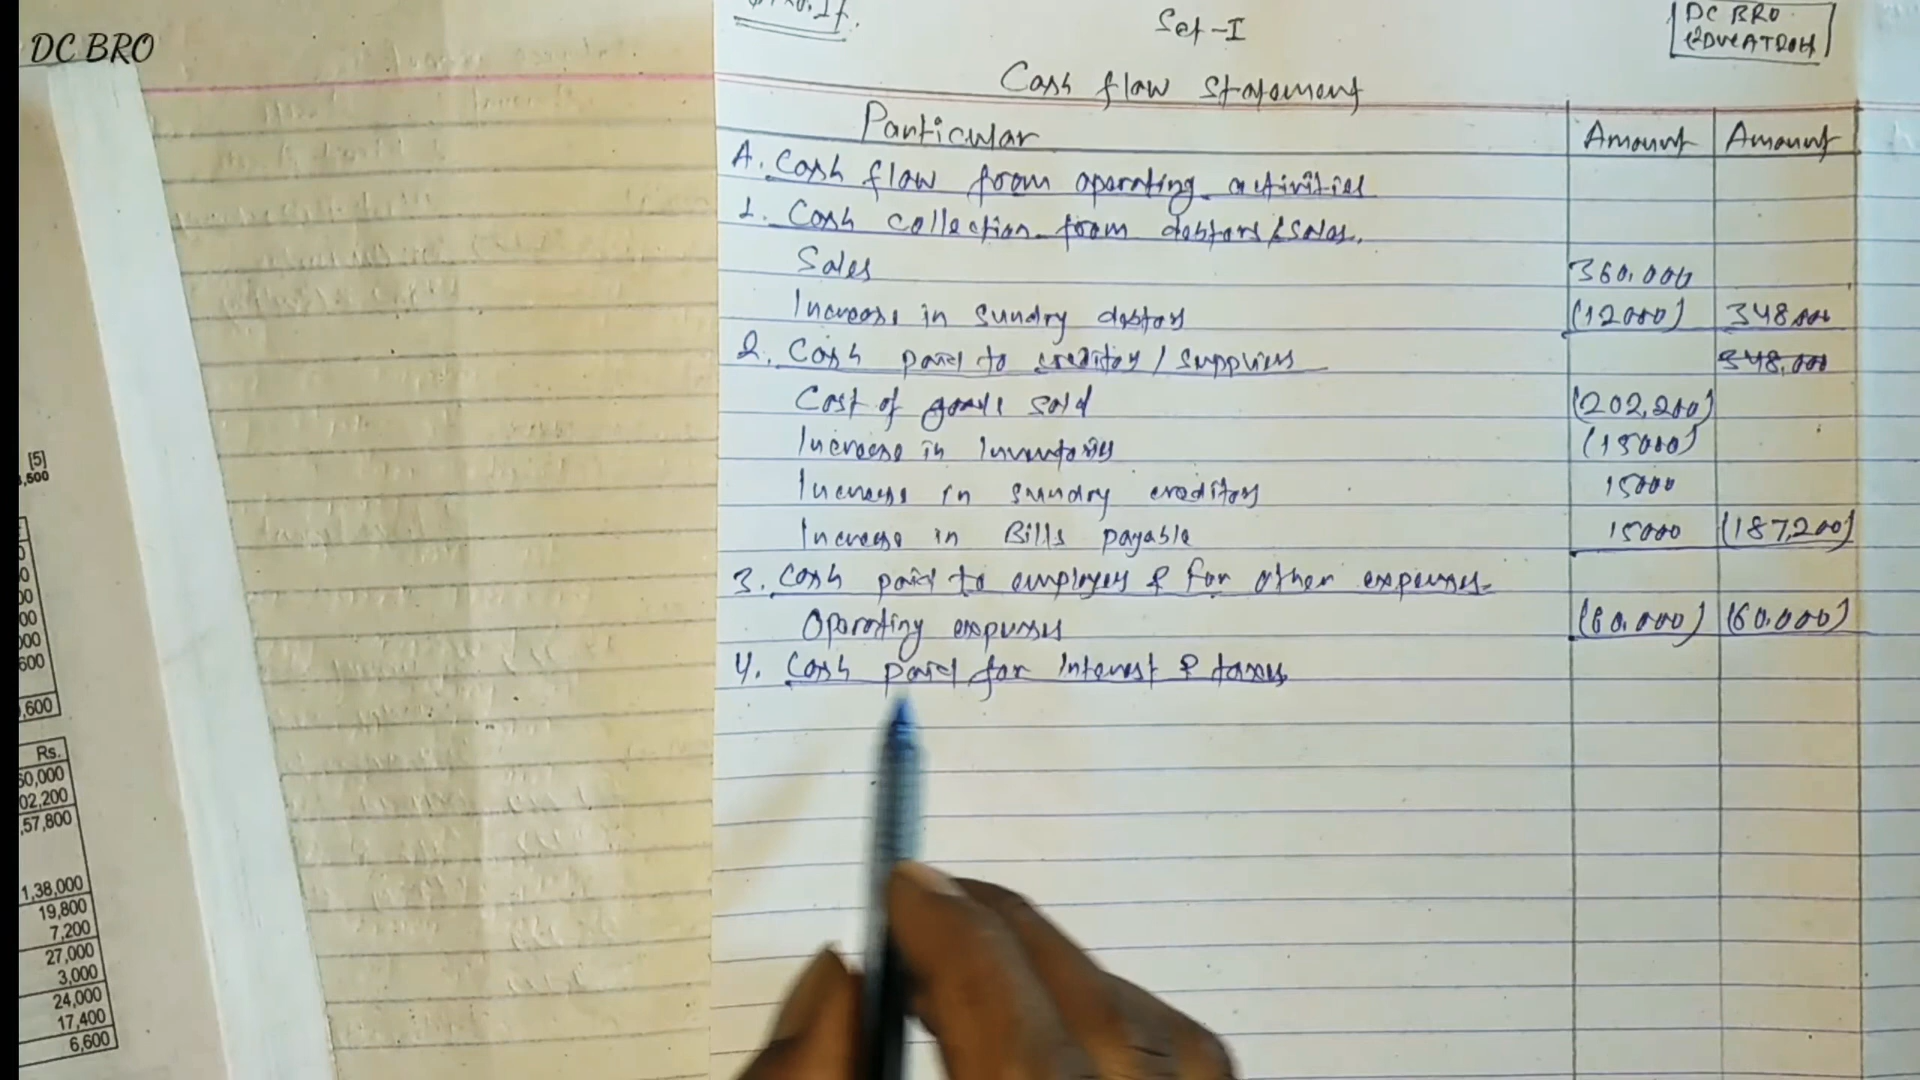 DC BRO
Set-I
DC BRO
EDUCATION
Cash flow Statement
Particular Amount Amount
A. Cash flow from operating activities
1. Cash collection from debtors/sales.
Sales 360,000
Increase in sundry debtors (12000) 348000
2. Cash paid to creditors/suppliers 348,000
Cost of goods sold (202,200)
Increase in Inventories (15000)
Increase in sundry creditors 15000
Increase in Bills payable 15000 (187,200)
3. Cash paid to employees & for other expenses-
Operating expenses (60,000) (60,000)
4. Cash paid for Interest & taxes
[5]
,500
600
,600
Rs.
60,000
02,200
,57,800
1,38,000
19,800
7,200
27,000
3,000
24,000
17,400
6,600